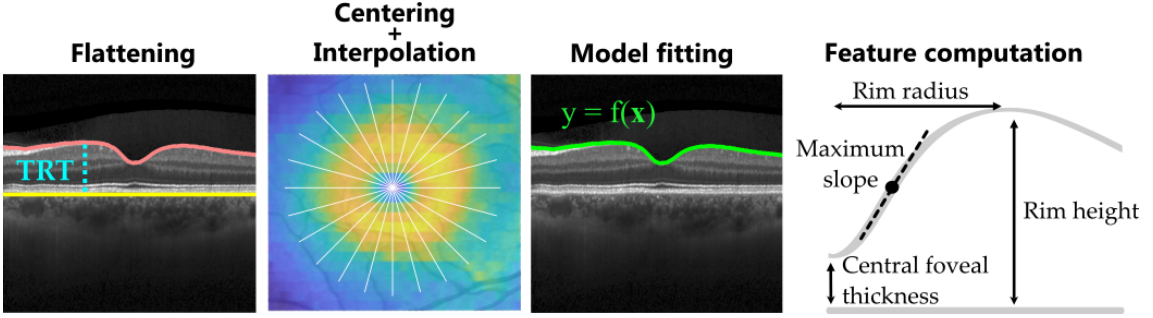 Flattening
Centering
+
Interpolation
Model fitting
Feature computation
TRT
y = f(x)
Rim radius
Maximum
slope
Rim height
Central foveal
thickness